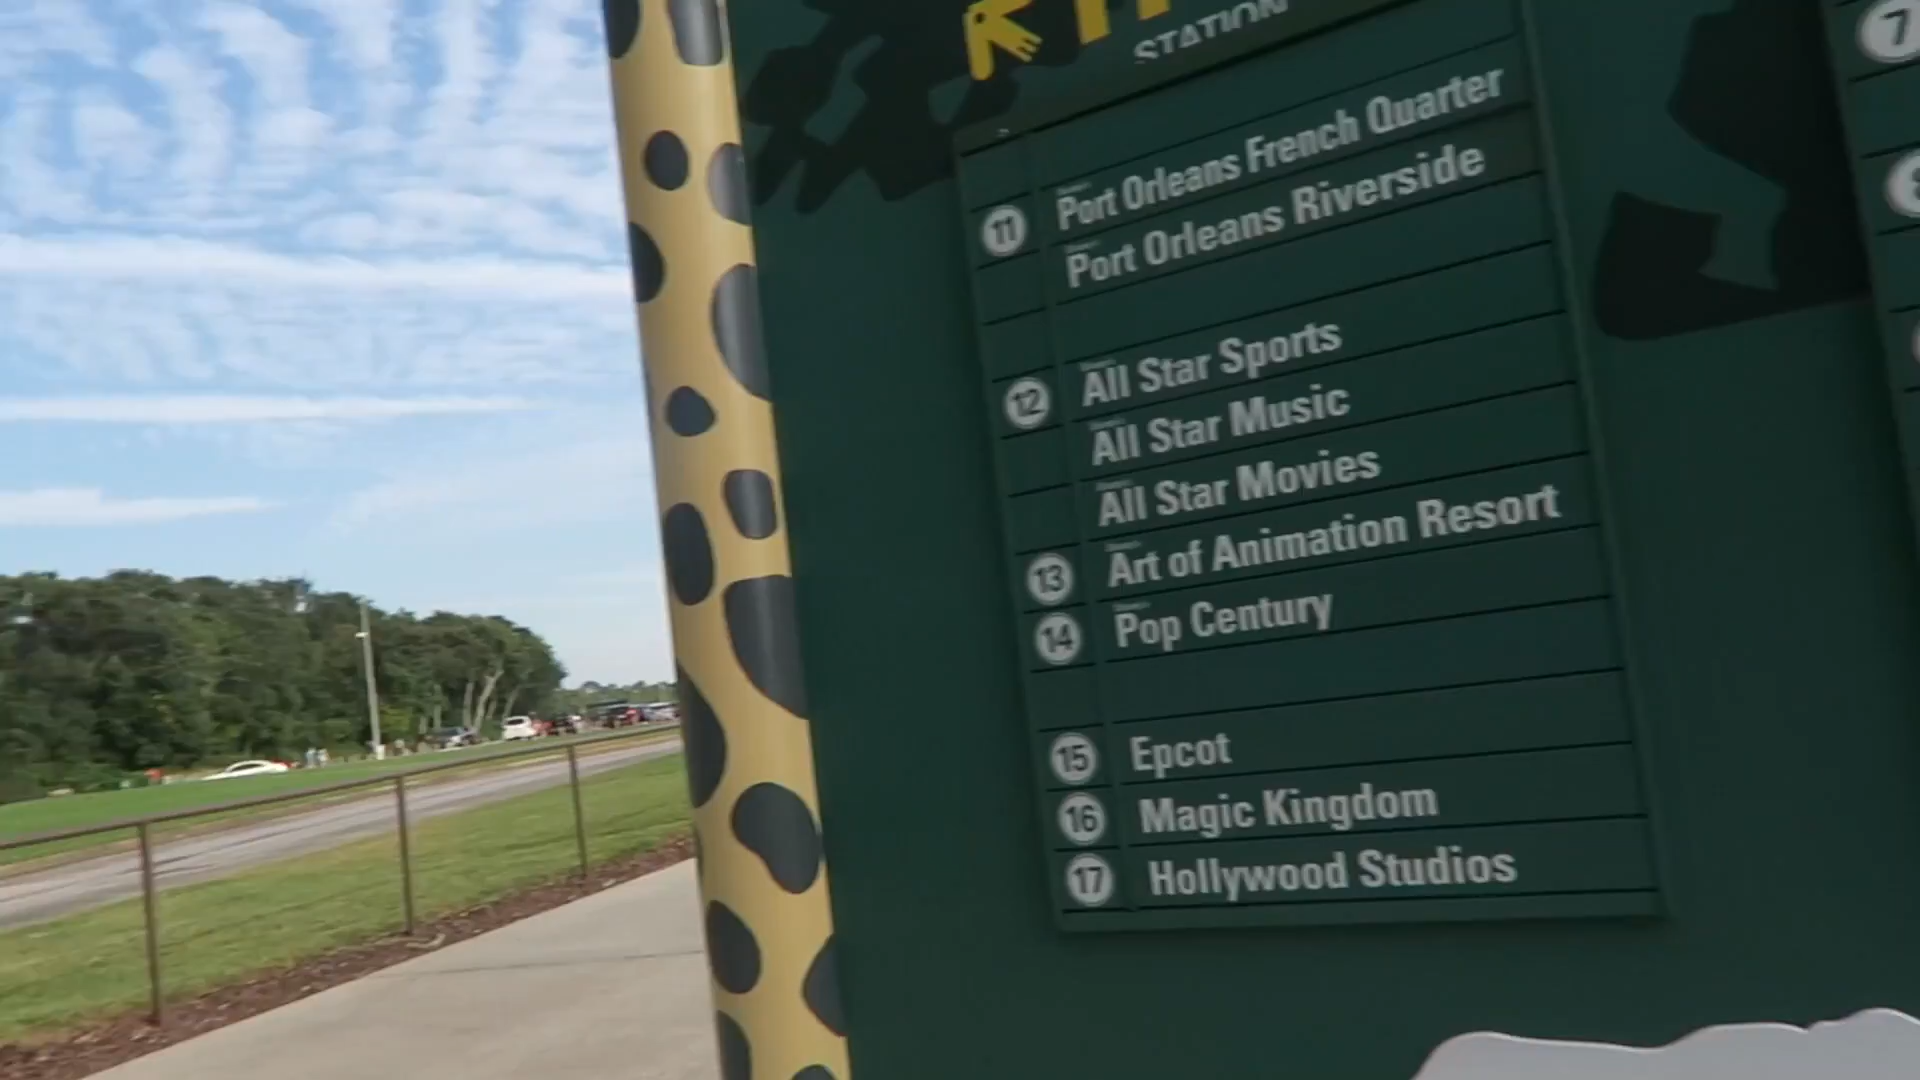 STATION
11 Port Orleans French Quarter
Port Orleans Riverside
12 All Star Sports
All Star Music
All Star Movies
13 Art of Animation Resort
14 Pop Century
15 Epcot
16 Magic Kingdom
17 Hollywood Studios
7
8